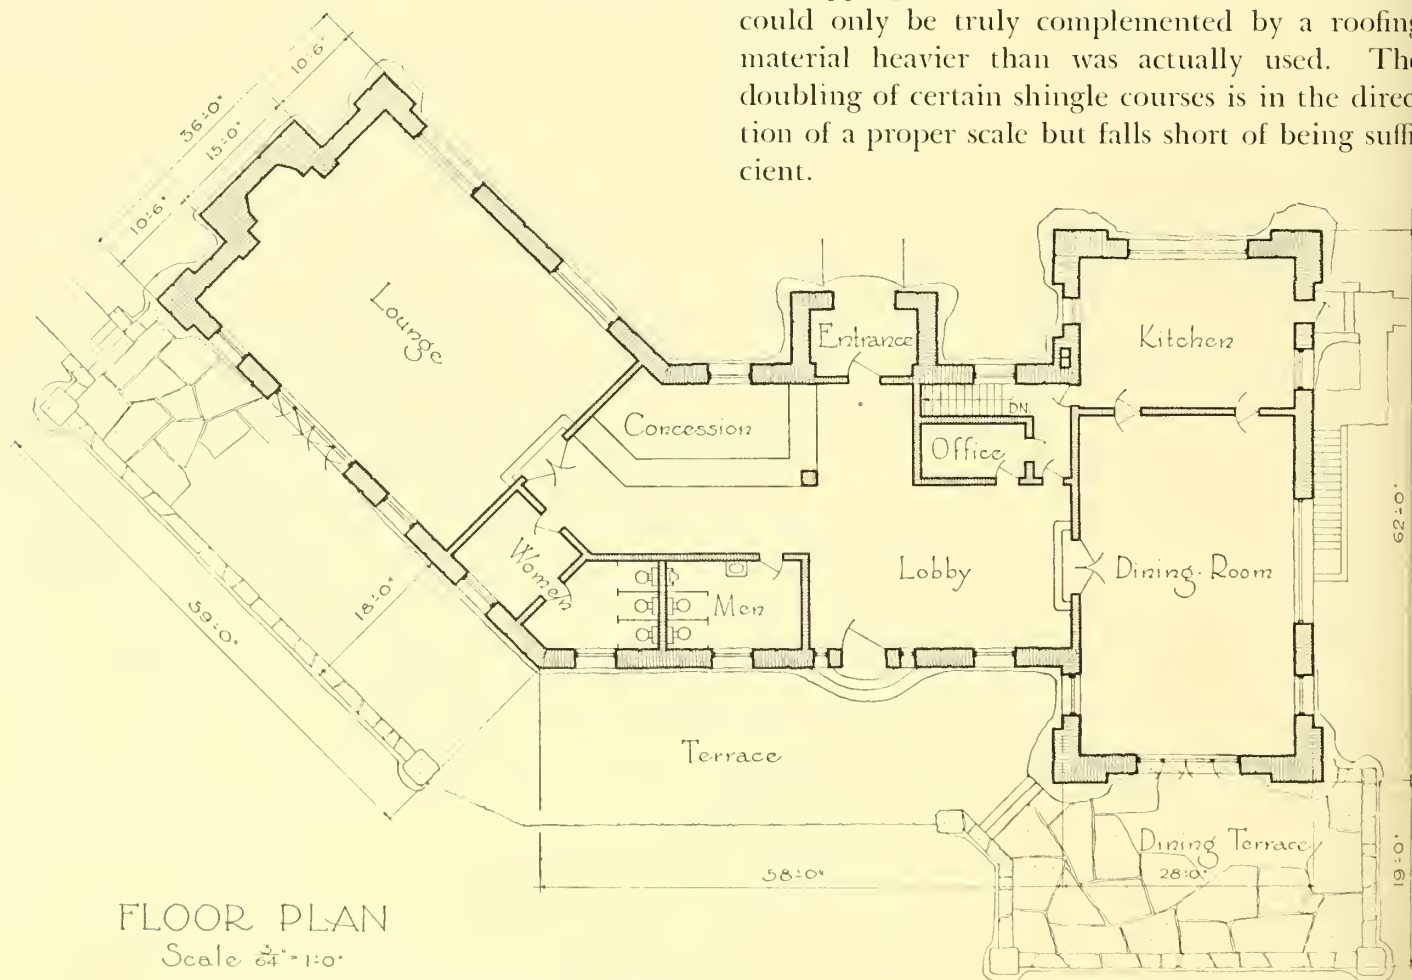 could only be truly complemented by a roofing
material heavier than was actually used. The
doubling of certain shingle courses is in the direc
tion of a proper scale but falls short of being suffi
cient.
10'-6"
36'-0"
15'-0"
10'-6"
Lounge
Entrance
Kitchen
Concession
DN.
Office
62'-0"
Women
Men
Lobby
Dining-Room
18'-0"
59'-0"
Terrace
Dining Terrace
58'-0"
28'-0"
19'-0"
FLOOR PLAN
Scale 3/64" = 1'-0"